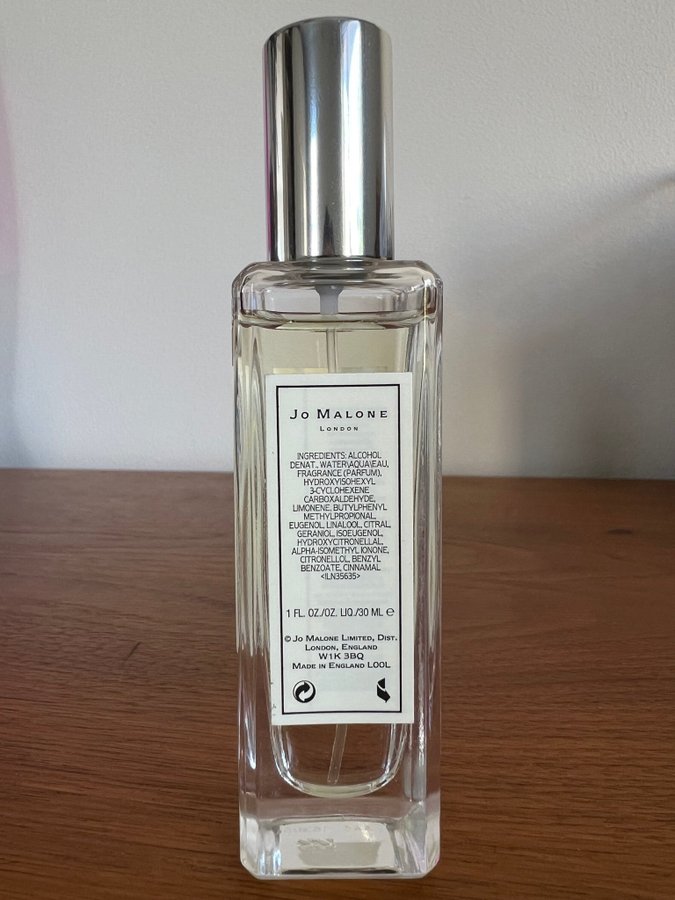 JO MALONE
LONDON
INGREDIENTS: ALCOHOL
DENAT., WATER\AQUA\EAU,
FRAGRANCE (PARFUM),
HYDROXYISOHEXYL
3-CYCLOHEXENE
CARBOXALDEHYDE,
LIMONENE, BUTYLPHENYL
METHYLPROPIONAL,
EUGENOL, LINALOOL, CITRAL,
GERANIOL, ISOEUGENOL,
HYDROXYCITRONELLAL,
ALPHA-ISOMETHYL IONONE,
CITRONELLOL, BENZYL
BENZOATE, CINNAMAL
<ILN35635>
1 FL. OZ./OZ. LIQ./30 ML ℮
© JO MALONE LIMITED, DIST.
LONDON, ENGLAND
W1K 3BQ
MADE IN ENGLAND LOOL